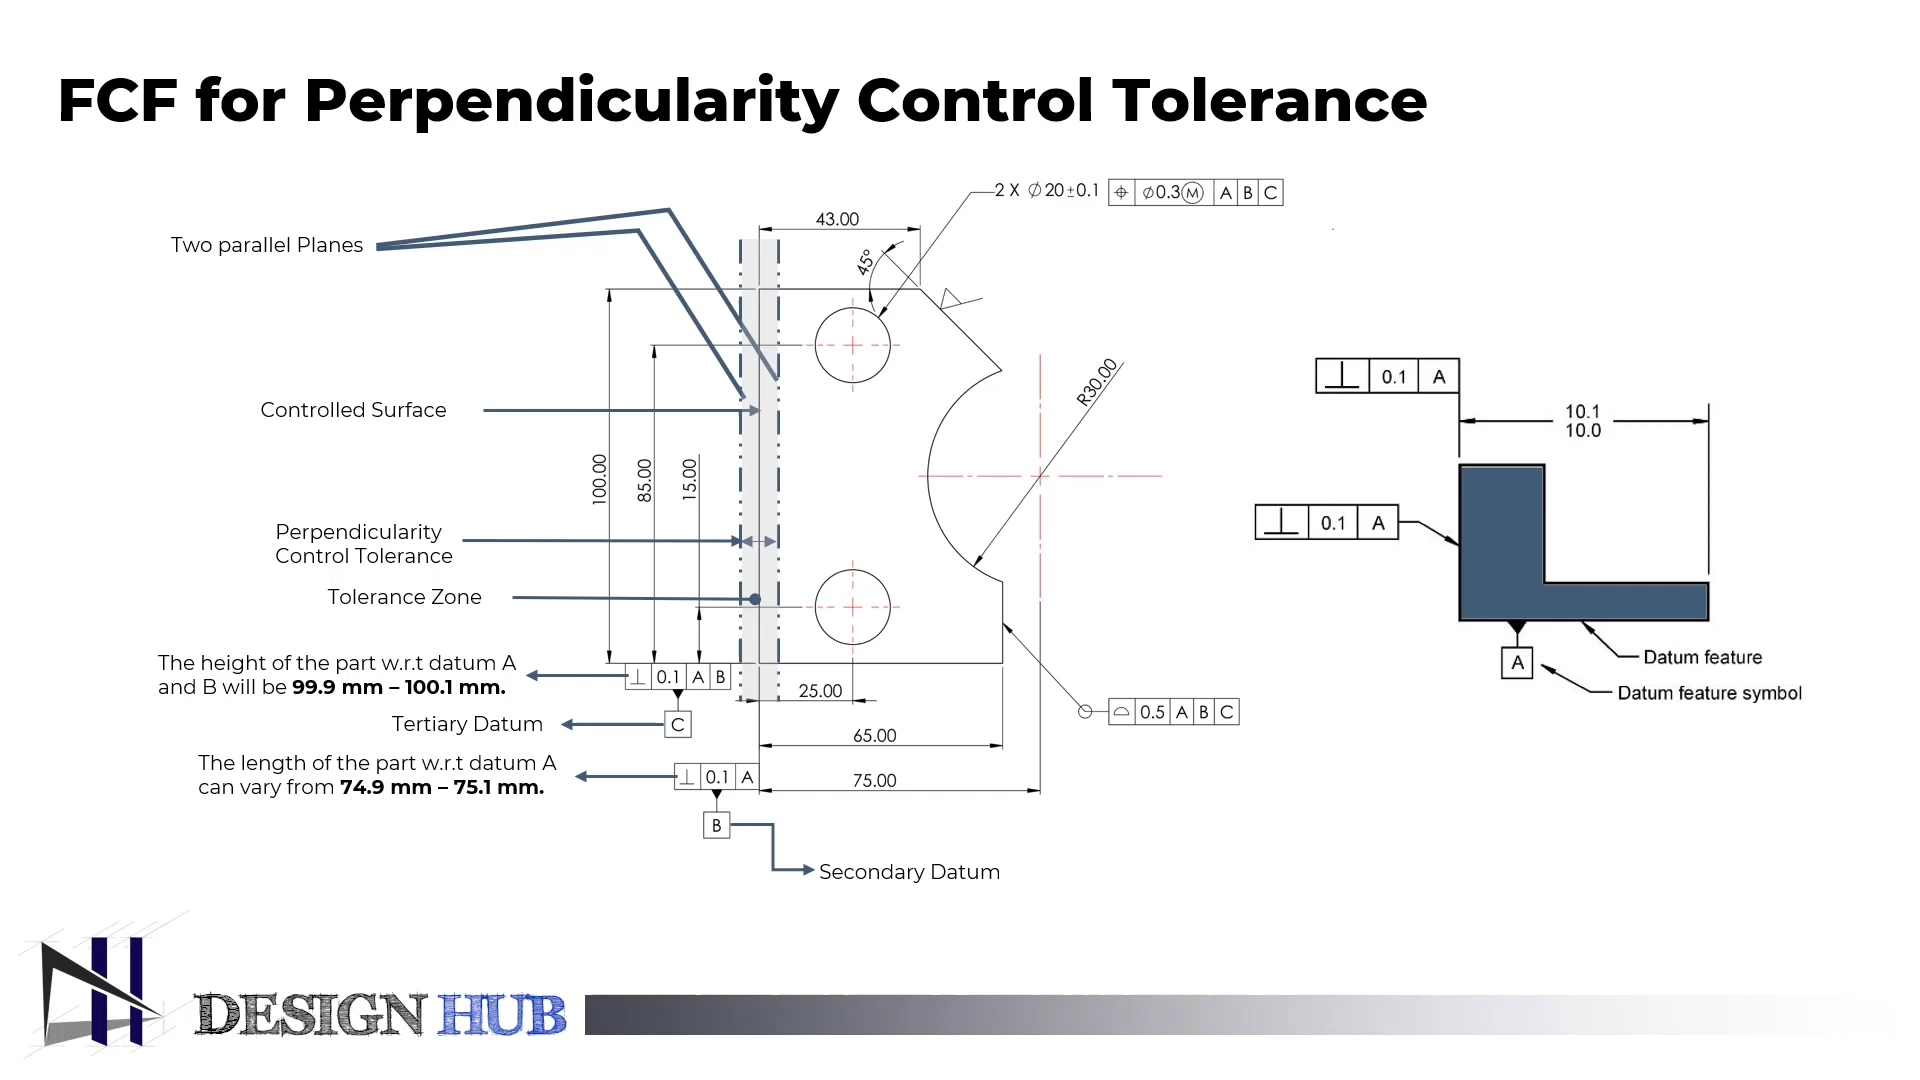 FCF for Perpendicularity Control Tolerance
2 X ∅20±0.1 ⌖ ∅0.3Ⓜ A B C
43.00
45°
Two parallel Planes
R30.00
Controlled Surface
100.00
85.00
15.00
Perpendicularity
Control Tolerance
Tolerance Zone
The height of the part w.r.t datum A
and B will be 99.9 mm – 100.1 mm.
⊥ 0.1 A B
25.00
Tertiary Datum
C
⌓ 0.5 A B C
65.00
The length of the part w.r.t datum A
can vary from 74.9 mm – 75.1 mm.
⊥ 0.1 A
75.00
B
Secondary Datum
⊥ 0.1 A
10.1
10.0
⊥ 0.1 A
A
Datum feature
Datum feature symbol
DESIGN HUB